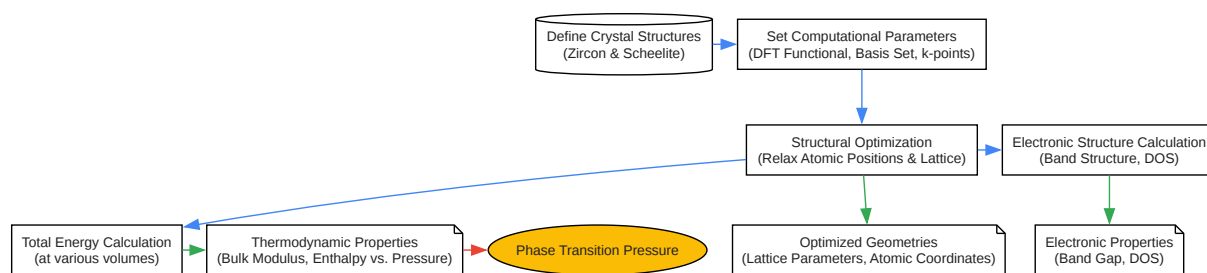 Define Crystal Structures
(Zircon & Scheelite)
Set Computational Parameters
(DFT Functional, Basis Set, k-points)
Structural Optimization
(Relax Atomic Positions & Lattice)
Electronic Structure Calculation
(Band Structure, DOS)
Total Energy Calculation
(at various volumes)
Thermodynamic Properties
(Bulk Modulus, Enthalpy vs. Pressure)
Phase Transition Pressure
Optimized Geometries
(Lattice Parameters, Atomic Coordinates)
Electronic Properties
(Band Gap, DOS)